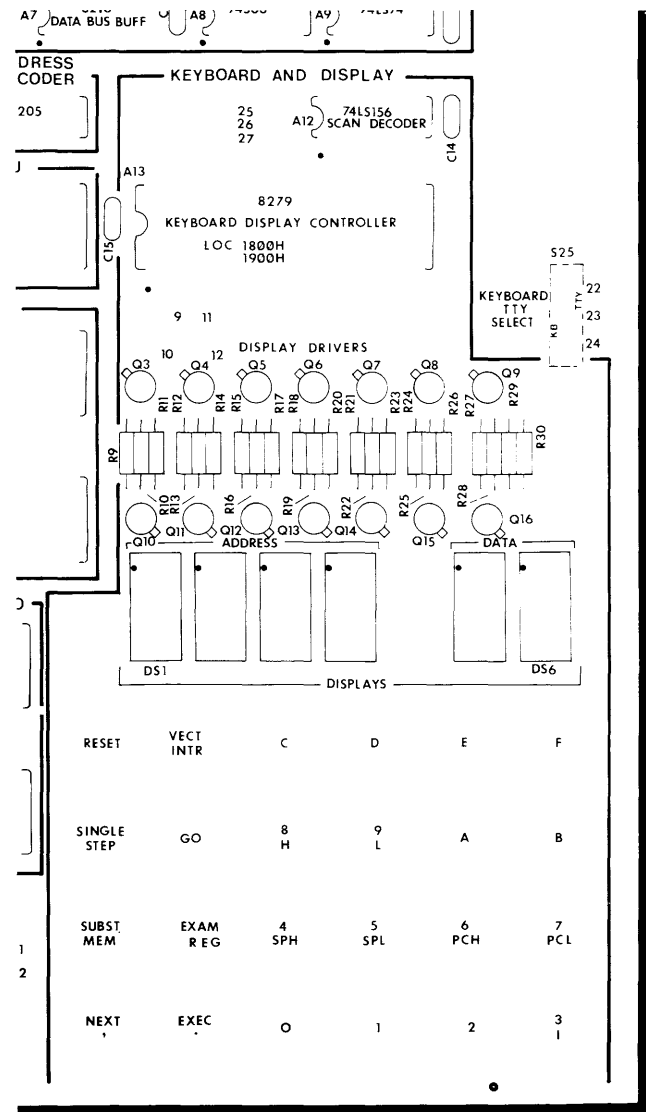 A7
DATA BUS BUFF
A8
A9
DRESS
CODER
205
KEYBOARD AND DISPLAY
25
26
27
A12
74LS156
SCAN DECODER
C14
A13
8279
KEYBOARD DISPLAY CONTROLLER
LOC 1800H
1900H
C15
S25
KEYBOARD
TTY
SELECT
KB
TTY
22
23
24
9 11
10 12
DISPLAY DRIVERS
Q3 Q4 Q5 Q6 Q7 Q8 Q9
R11 R12 R14 R15 R17 R18 R20 R21 R23 R24 R26 R27 R29
R9
R30
R10 R13 R16 R19 R22 R25 R28
Q10 Q11 Q12 Q13 Q14 Q15 Q16
ADDRESS
DATA
DS1
DS6
DISPLAYS
RESET
VECT
INTR
C
D
E
F
SINGLE
STEP
GO
8
H
9
L
A
B
SUBST
MEM
EXAM
REG
4
SPH
5
SPL
6
PCH
7
PCL
1
2
NEXT
,
EXEC
.
0
1
2
3
I